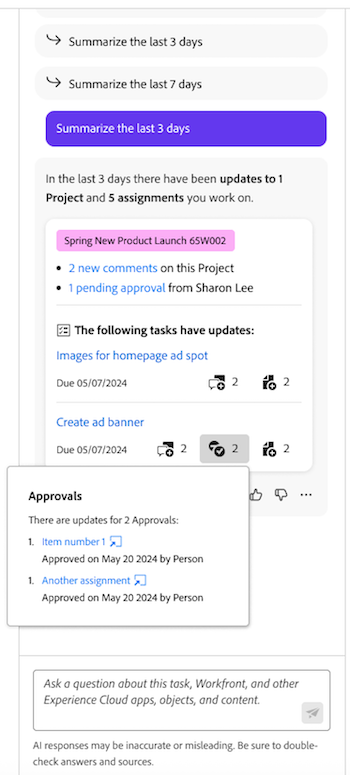 Summarize the last 3 days
Summarize the last 7 days
Summarize the last 3 days
In the last 3 days there have been updates to 1
Project and 5 assignments you work on.
Spring New Product Launch 65W002
• 2 new comments on this Project
• 1 pending approval from Sharon Lee
The following tasks have updates:
Images for homepage ad spot
Due 05/07/2024 2 2
Create ad banner
Due 05/07/2024 2 2 2
Approvals
There are updates for 2 Approvals:
1. Item number 1
Approved on May 20 2024 by Person
1. Another assignment
Approved on May 20 2024 by Person
Ask a question about this task, Workfront, and other
Experience Cloud apps, objects, and content.
AI responses may be inaccurate or misleading. Be sure to double-
check answers and sources.